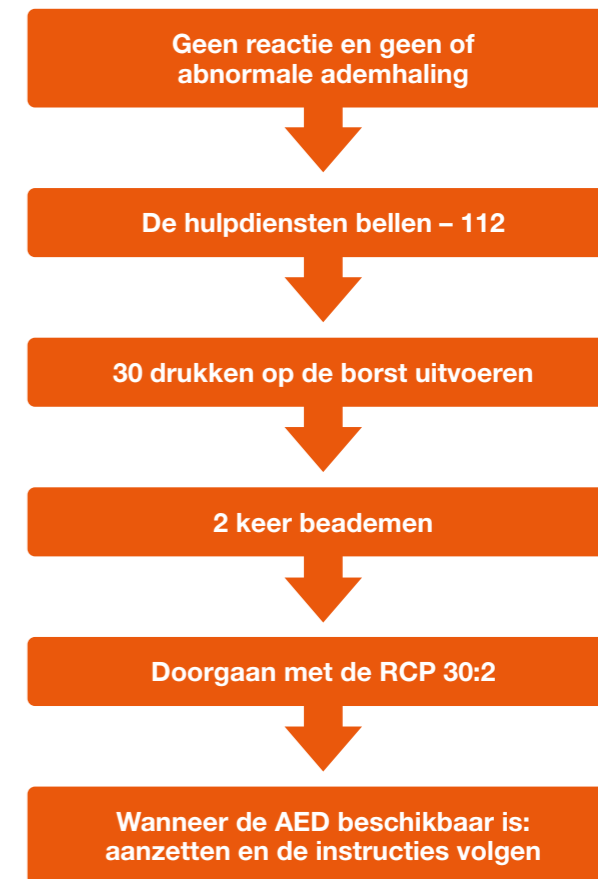 Geen reactie en geen of
abnormale ademhaling
De hulpdiensten bellen – 112
30 drukken op de borst uitvoeren
2 keer beademen
Doorgaan met de RCP 30:2
Wanneer de AED beschikbaar is:
aanzetten en de instructies volgen